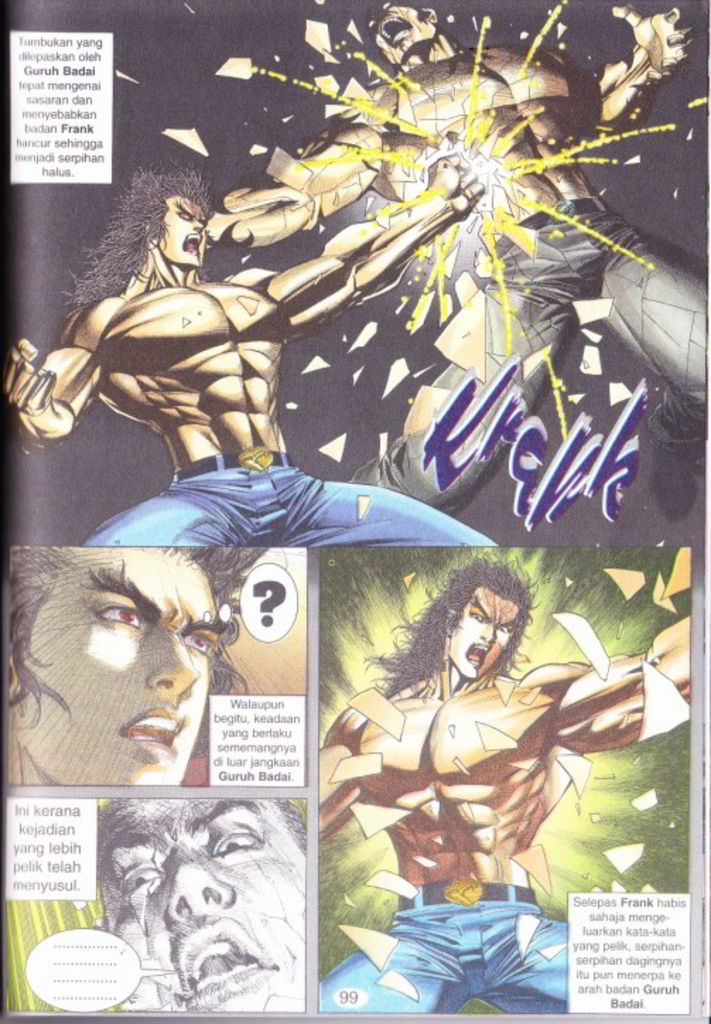 Tumbukan yang
dilepaskan oleh
Guruh Badai
tepat mengenai
sasaran dan
menyebabkan
badan Frank
hancur sehingga
menjadi serpihan
halus.
Krak
?
Walaupun
begitu, keadaan
yang berlaku
sememangnya
di luar jangkaan
Guruh Badai.
Ini kerana
kejadian
yang lebih
pelik telah
menyusul.
....................
....................
....................
....................
Selepas Frank habis
sahaja menge-
luarkan kata-kata
yang pelik, serpihan-
serpihan dagingnya
itu pun menerpa ke
arah badan Guruh
Badai.
99